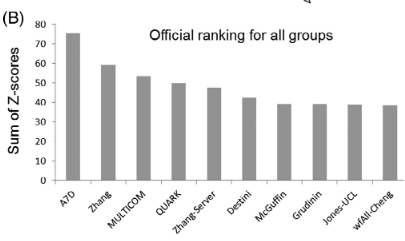 (B)
Official ranking for all groups
Sum of Z-scores
80
70
60
50
40
30
20
10
0
A7D
Zhang
MULTICOM
QUARK
Zhang-Server
Destini
McGuffin
Grudinin
Jones-UCL
wfAll-Cheng